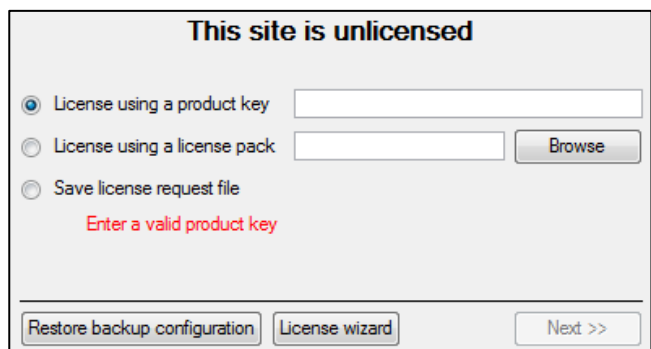 This site is unlicensed
License using a product key
License using a license pack
Browse
Save license request file
Enter a valid product key
Restore backup configuration
License wizard
Next >>